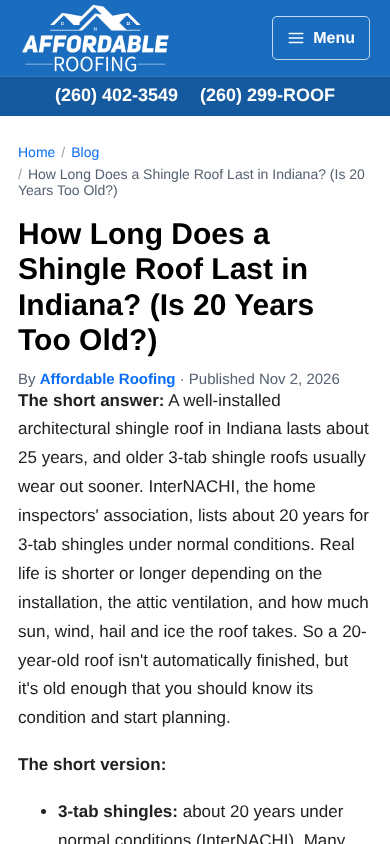 AFFORDABLE
ROOFING
Menu
(260) 402-3549 (260) 299-ROOF
Home / Blog
/ How Long Does a Shingle Roof Last in Indiana? (Is 20
Years Too Old?)
How Long Does a
Shingle Roof Last in
Indiana? (Is 20 Years
Too Old?)
By Affordable Roofing · Published Nov 2, 2026
The short answer: A well-installed
architectural shingle roof in Indiana lasts about
25 years, and older 3-tab shingle roofs usually
wear out sooner. InterNACHI, the home
inspectors' association, lists about 20 years for
3-tab shingles under normal conditions. Real
life is shorter or longer depending on the
installation, the attic ventilation, and how much
sun, wind, hail and ice the roof takes. So a 20-
year-old roof isn't automatically finished, but
it's old enough that you should know its
condition and start planning.
The short version:
• 3-tab shingles: about 20 years under
normal conditions (InterNACHI). Many